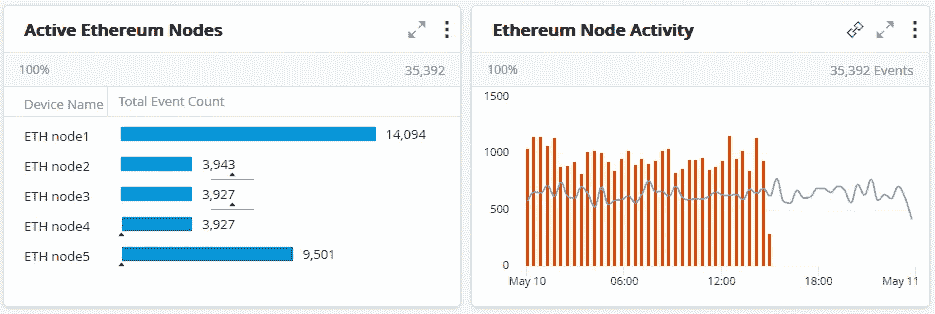 Active Ethereum Nodes
100% 35,392
Device Name Total Event Count
ETH node1 14,094
ETH node2 3,943
ETH node3 3,927
ETH node4 3,927
ETH node5 9,501
Ethereum Node Activity
100% 35,392 Events
1500
1000
500
0
May 10 06:00 12:00 18:00 May 11